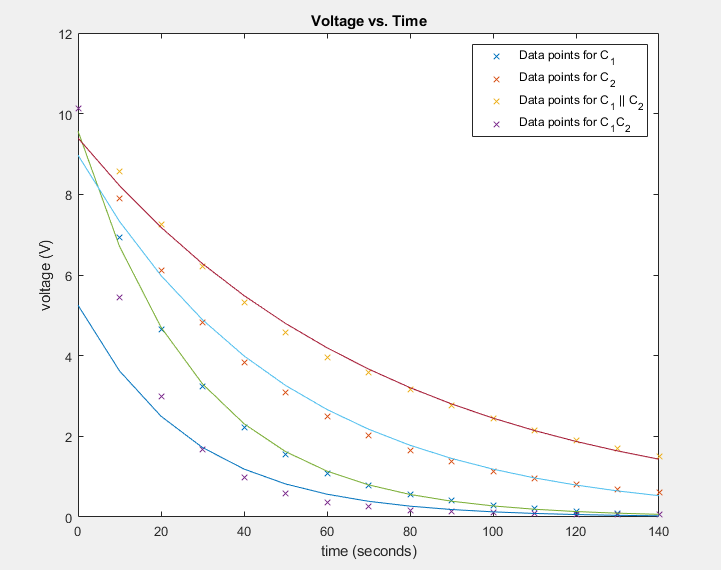 Voltage vs. Time
12
10
8
6
4
2
0
voltage (V)
Data points for C1
Data points for C2
Data points for C1 || C2
Data points for C1C2
0 20 40 60 80 100 120 140
time (seconds)